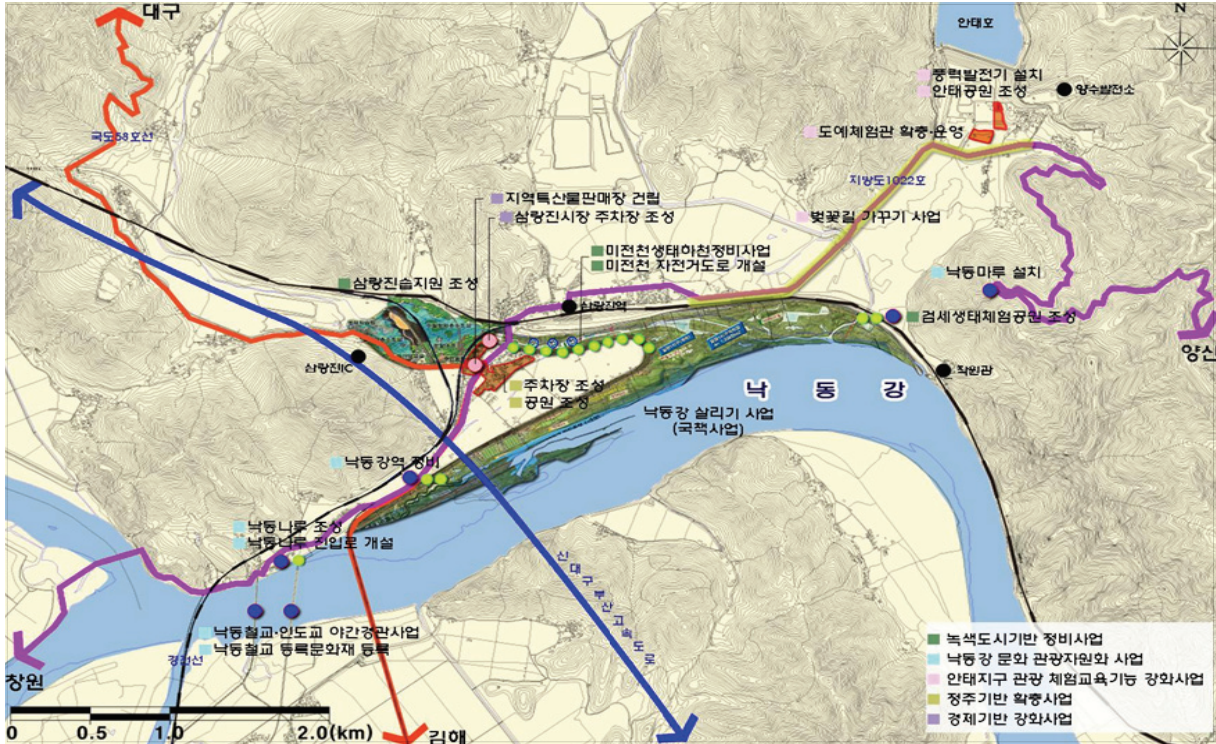 대구
N
안태호
풍력발전기 설치
안태공원 조성
양수발전소
국도58호선
도예체험관 확충·운영
지방도1022호
지역특산물판매장 건립
삼랑진시장 주차장 조성
벚꽃길 가꾸기 사업
미전천생태하천정비사업
미전천 자전거도로 개설
삼랑진습지원 조성
낙동마루 설치
삼랑진역
검세생태체험공원 조성
양산
삼랑진IC
작원관
주차장 조성
공원 조성
낙 동 강
낙동강 살리기 사업
(국책사업)
낙동강역 정비
낙동나루 조성
낙동나루 진입로 개설
신대구부산고속도로
낙동철교·인도교 야간경관사업
낙동철교 등록문화재 등록
경전선
창원
녹색도시기반 정비사업
낙동강 문화 관광자원화 사업
안태지구 관광 체험교육기능 강화사업
정주기반 확충사업
경제기반 강화사업
0 0.5 1.0 2.0(km)
김해